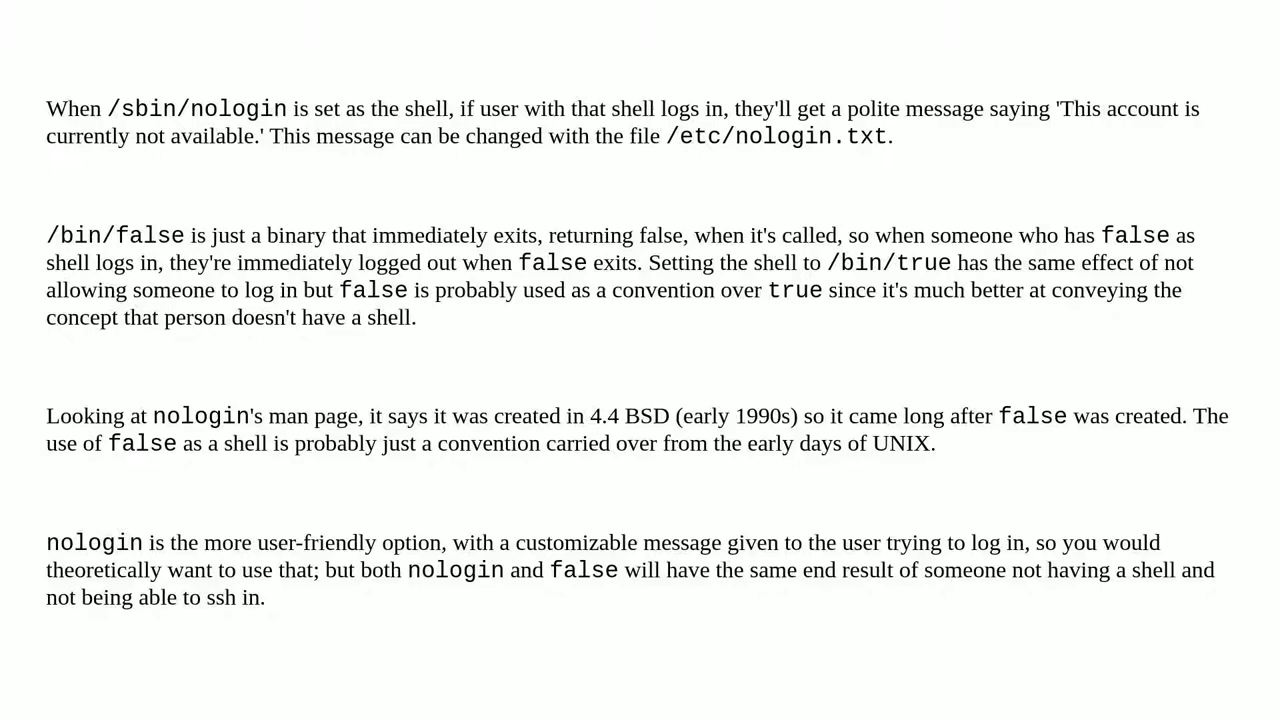 When /sbin/nologin is set as the shell, if user with that shell logs in, they'll get a polite message saying 'This account is
currently not available.' This message can be changed with the file /etc/nologin.txt.
/bin/false is just a binary that immediately exits, returning false, when it's called, so when someone who has false as
shell logs in, they're immediately logged out when false exits. Setting the shell to /bin/true has the same effect of not
allowing someone to log in but false is probably used as a convention over true since it's much better at conveying the
concept that person doesn't have a shell.
Looking at nologin's man page, it says it was created in 4.4 BSD (early 1990s) so it came long after false was created. The
use of false as a shell is probably just a convention carried over from the early days of UNIX.
nologin is the more user-friendly option, with a customizable message given to the user trying to log in, so you would
theoretically want to use that; but both nologin and false will have the same end result of someone not having a shell and
not being able to ssh in.